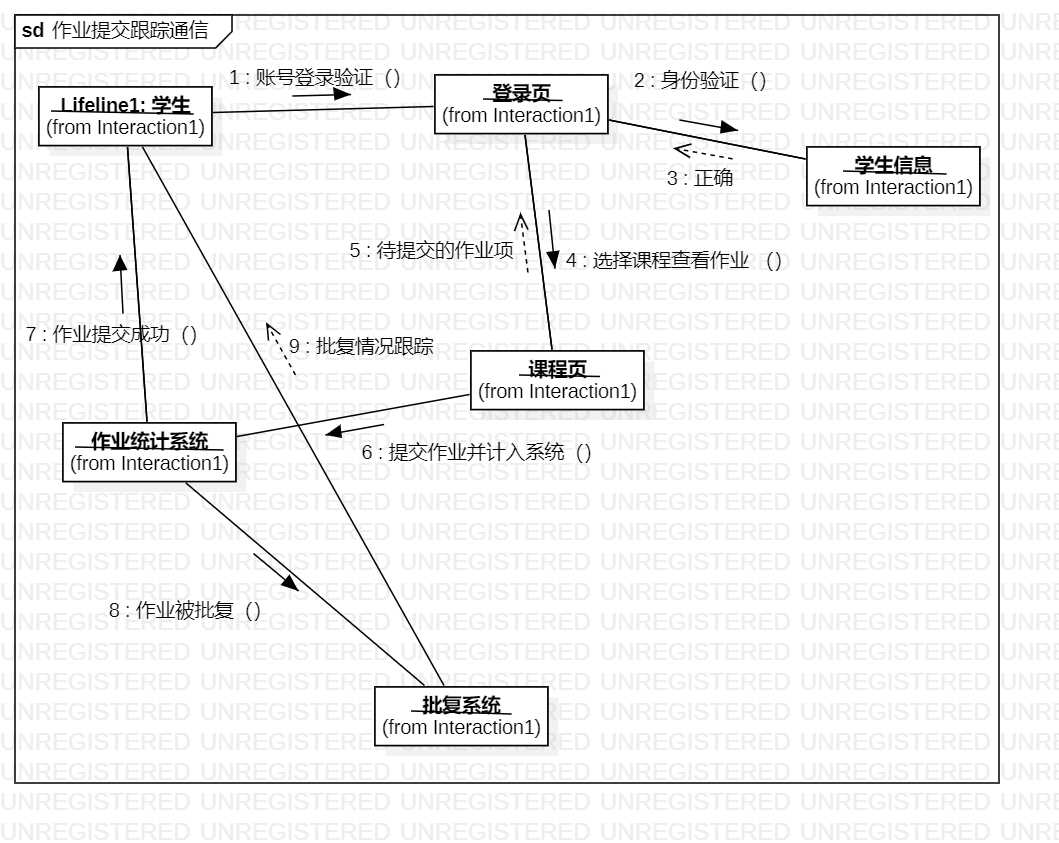 sd 作业提交跟踪通信
1 : 账号登录验证（）
Lifeline1: 学生
(from Interaction1)
登录页
(from Interaction1)
2 : 身份验证（）
3 : 正确
学生信息
(from Interaction1)
5 : 待提交的作业项
4 : 选择课程查看作业 （）
7 : 作业提交成功（）
9 : 批复情况跟踪
课程页
(from Interaction1)
作业统计系统
(from Interaction1)
6 : 提交作业并计入系统（）
8 : 作业被批复（）
批复系统
(from Interaction1)
UNREGISTERED